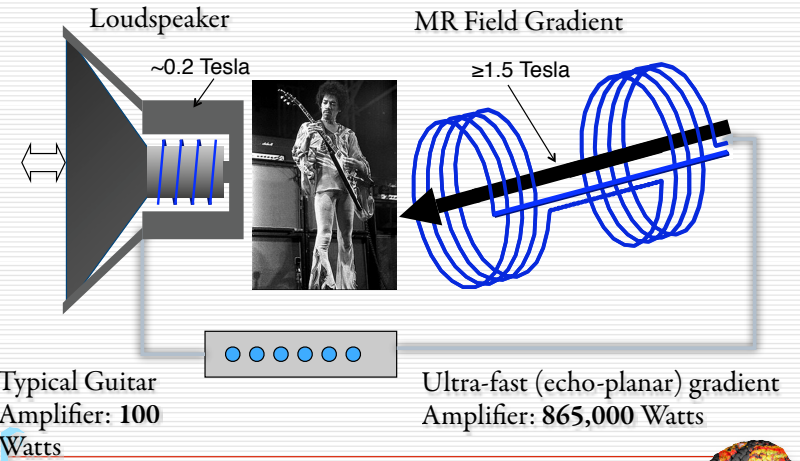 Loudspeaker
MR Field Gradient
~0.2 Tesla
≥1.5 Tesla
Typical Guitar
Amplifier: 100
Watts
Ultra-fast (echo-planar) gradient
Amplifier: 865,000 Watts